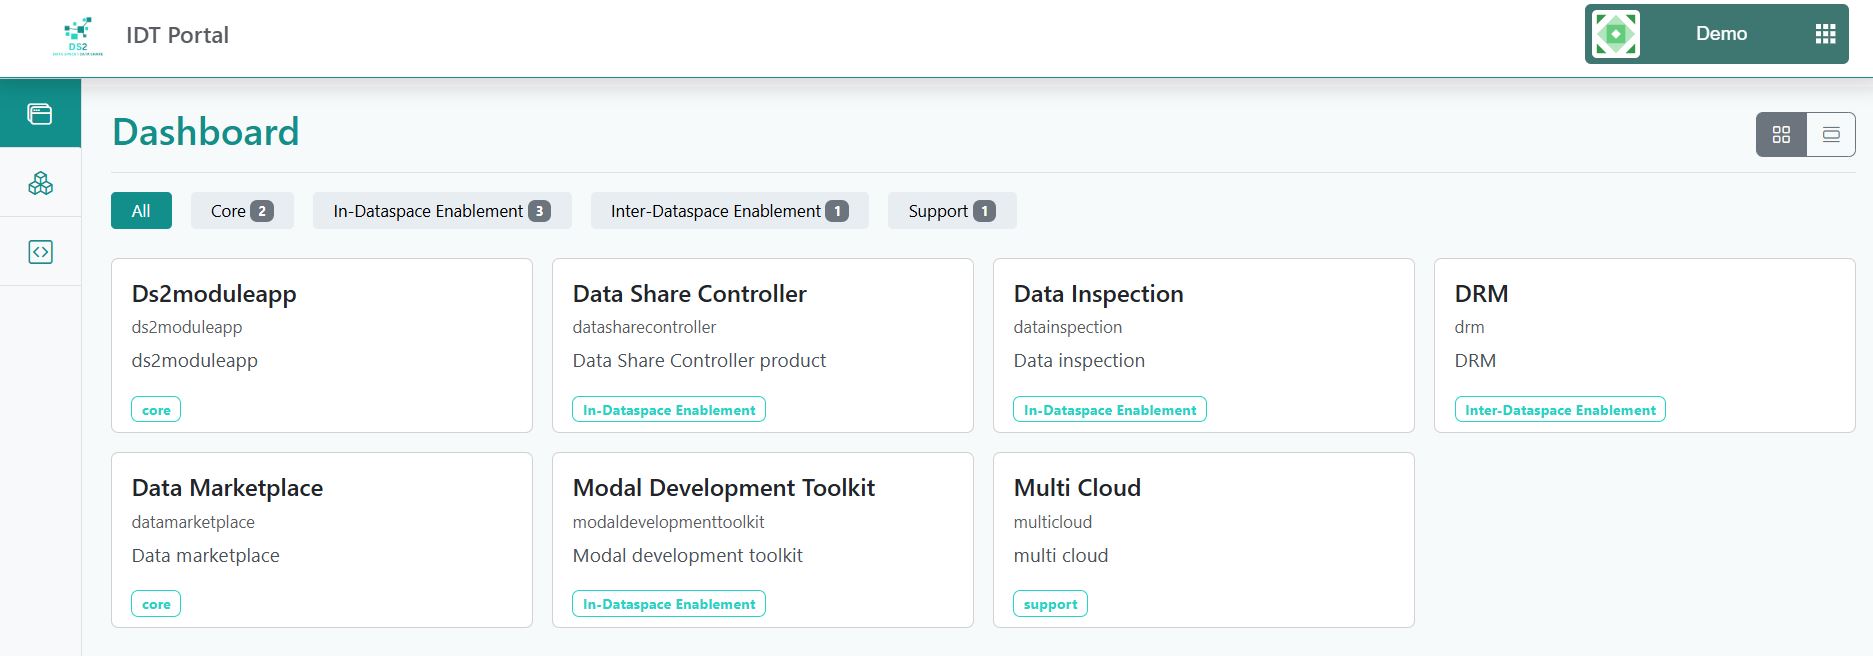 DS2
IDT Portal
Demo
Dashboard
All
Core 2
In-Dataspace Enablement 3
Inter-Dataspace Enablement 1
Support 1
Ds2moduleapp
ds2moduleapp
ds2moduleapp
core
Data Share Controller
datasharecontroller
Data Share Controller product
In-Dataspace Enablement
Data Inspection
datainspection
Data inspection
In-Dataspace Enablement
DRM
drm
DRM
Inter-Dataspace Enablement
Data Marketplace
datamarketplace
Data marketplace
core
Modal Development Toolkit
modaldevelopmenttoolkit
Modal development toolkit
In-Dataspace Enablement
Multi Cloud
multicloud
multi cloud
support